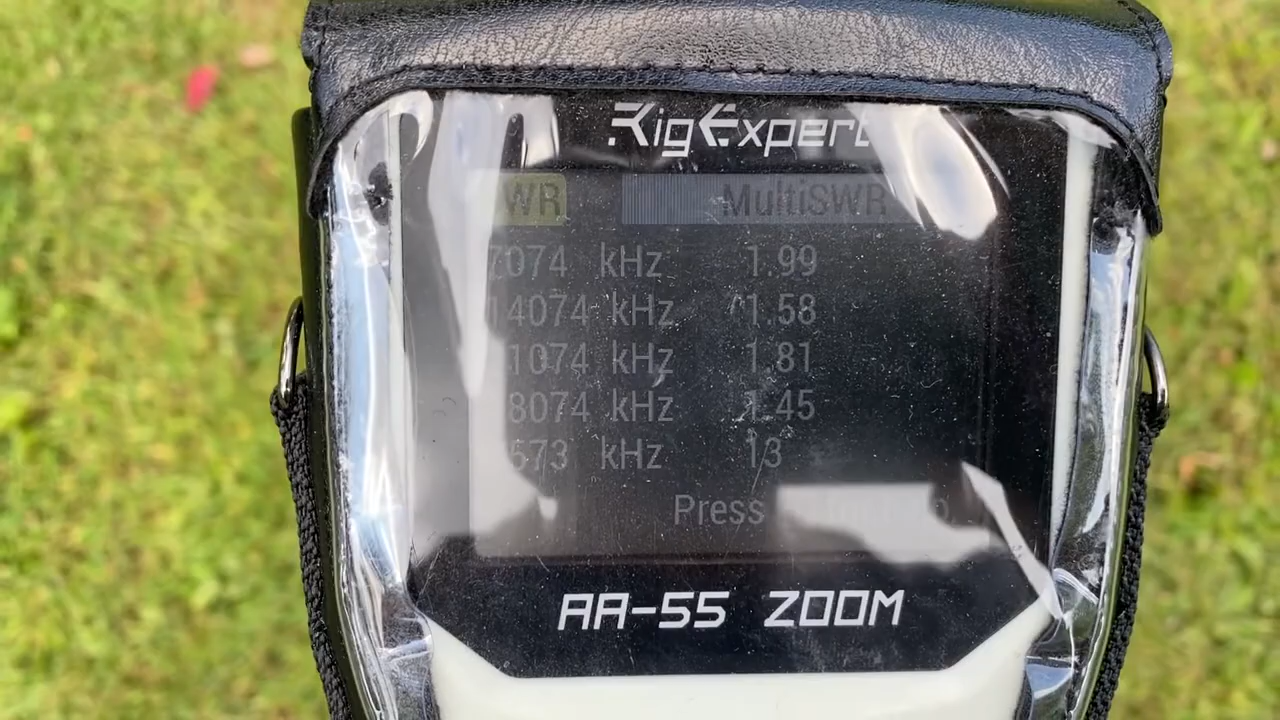 RigExpert
WR MultiSWR
7074 kHz 1.99
14074 kHz 1.58
1074 kHz 1.81
8074 kHz 1.45
573 kHz 13
Press
AA-55 ZOOM